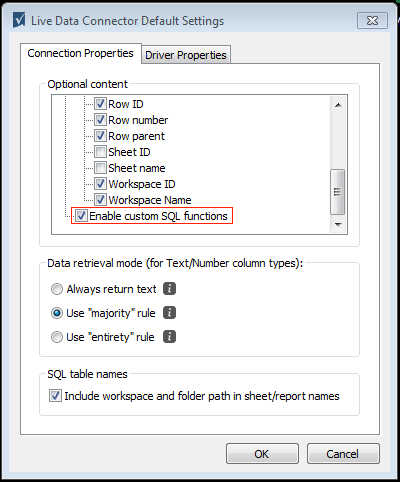 Live Data Connector Default Settings
Connection Properties
Driver Properties
Optional content
Row ID
Row number
Row parent
Sheet ID
Sheet name
Workspace ID
Workspace Name
Enable custom SQL functions
Data retrieval mode (for Text/Number column types):
Always return text
Use "majority" rule
Use "entirety" rule
SQL table names
Include workspace and folder path in sheet/report names
OK
Cancel